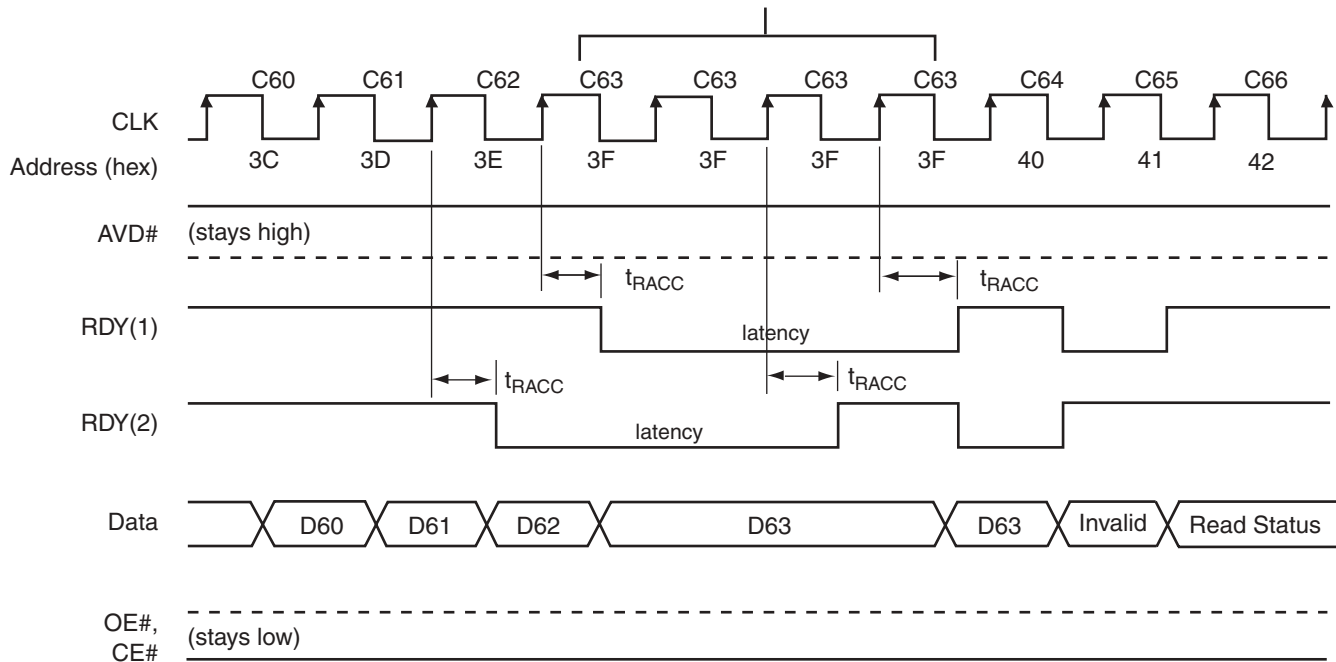 C60 C61 C62 C63 C63 C63 C63 C64 C65 C66
CLK
Address (hex) 3C 3D 3E 3F 3F 3F 3F 40 41 42
AVD# (stays high)
tRACC tRACC
RDY(1) latency
tRACC tRACC
RDY(2) latency
Data D60 D61 D62 D63 D63 Invalid Read Status
OE#,
CE# (stays low)